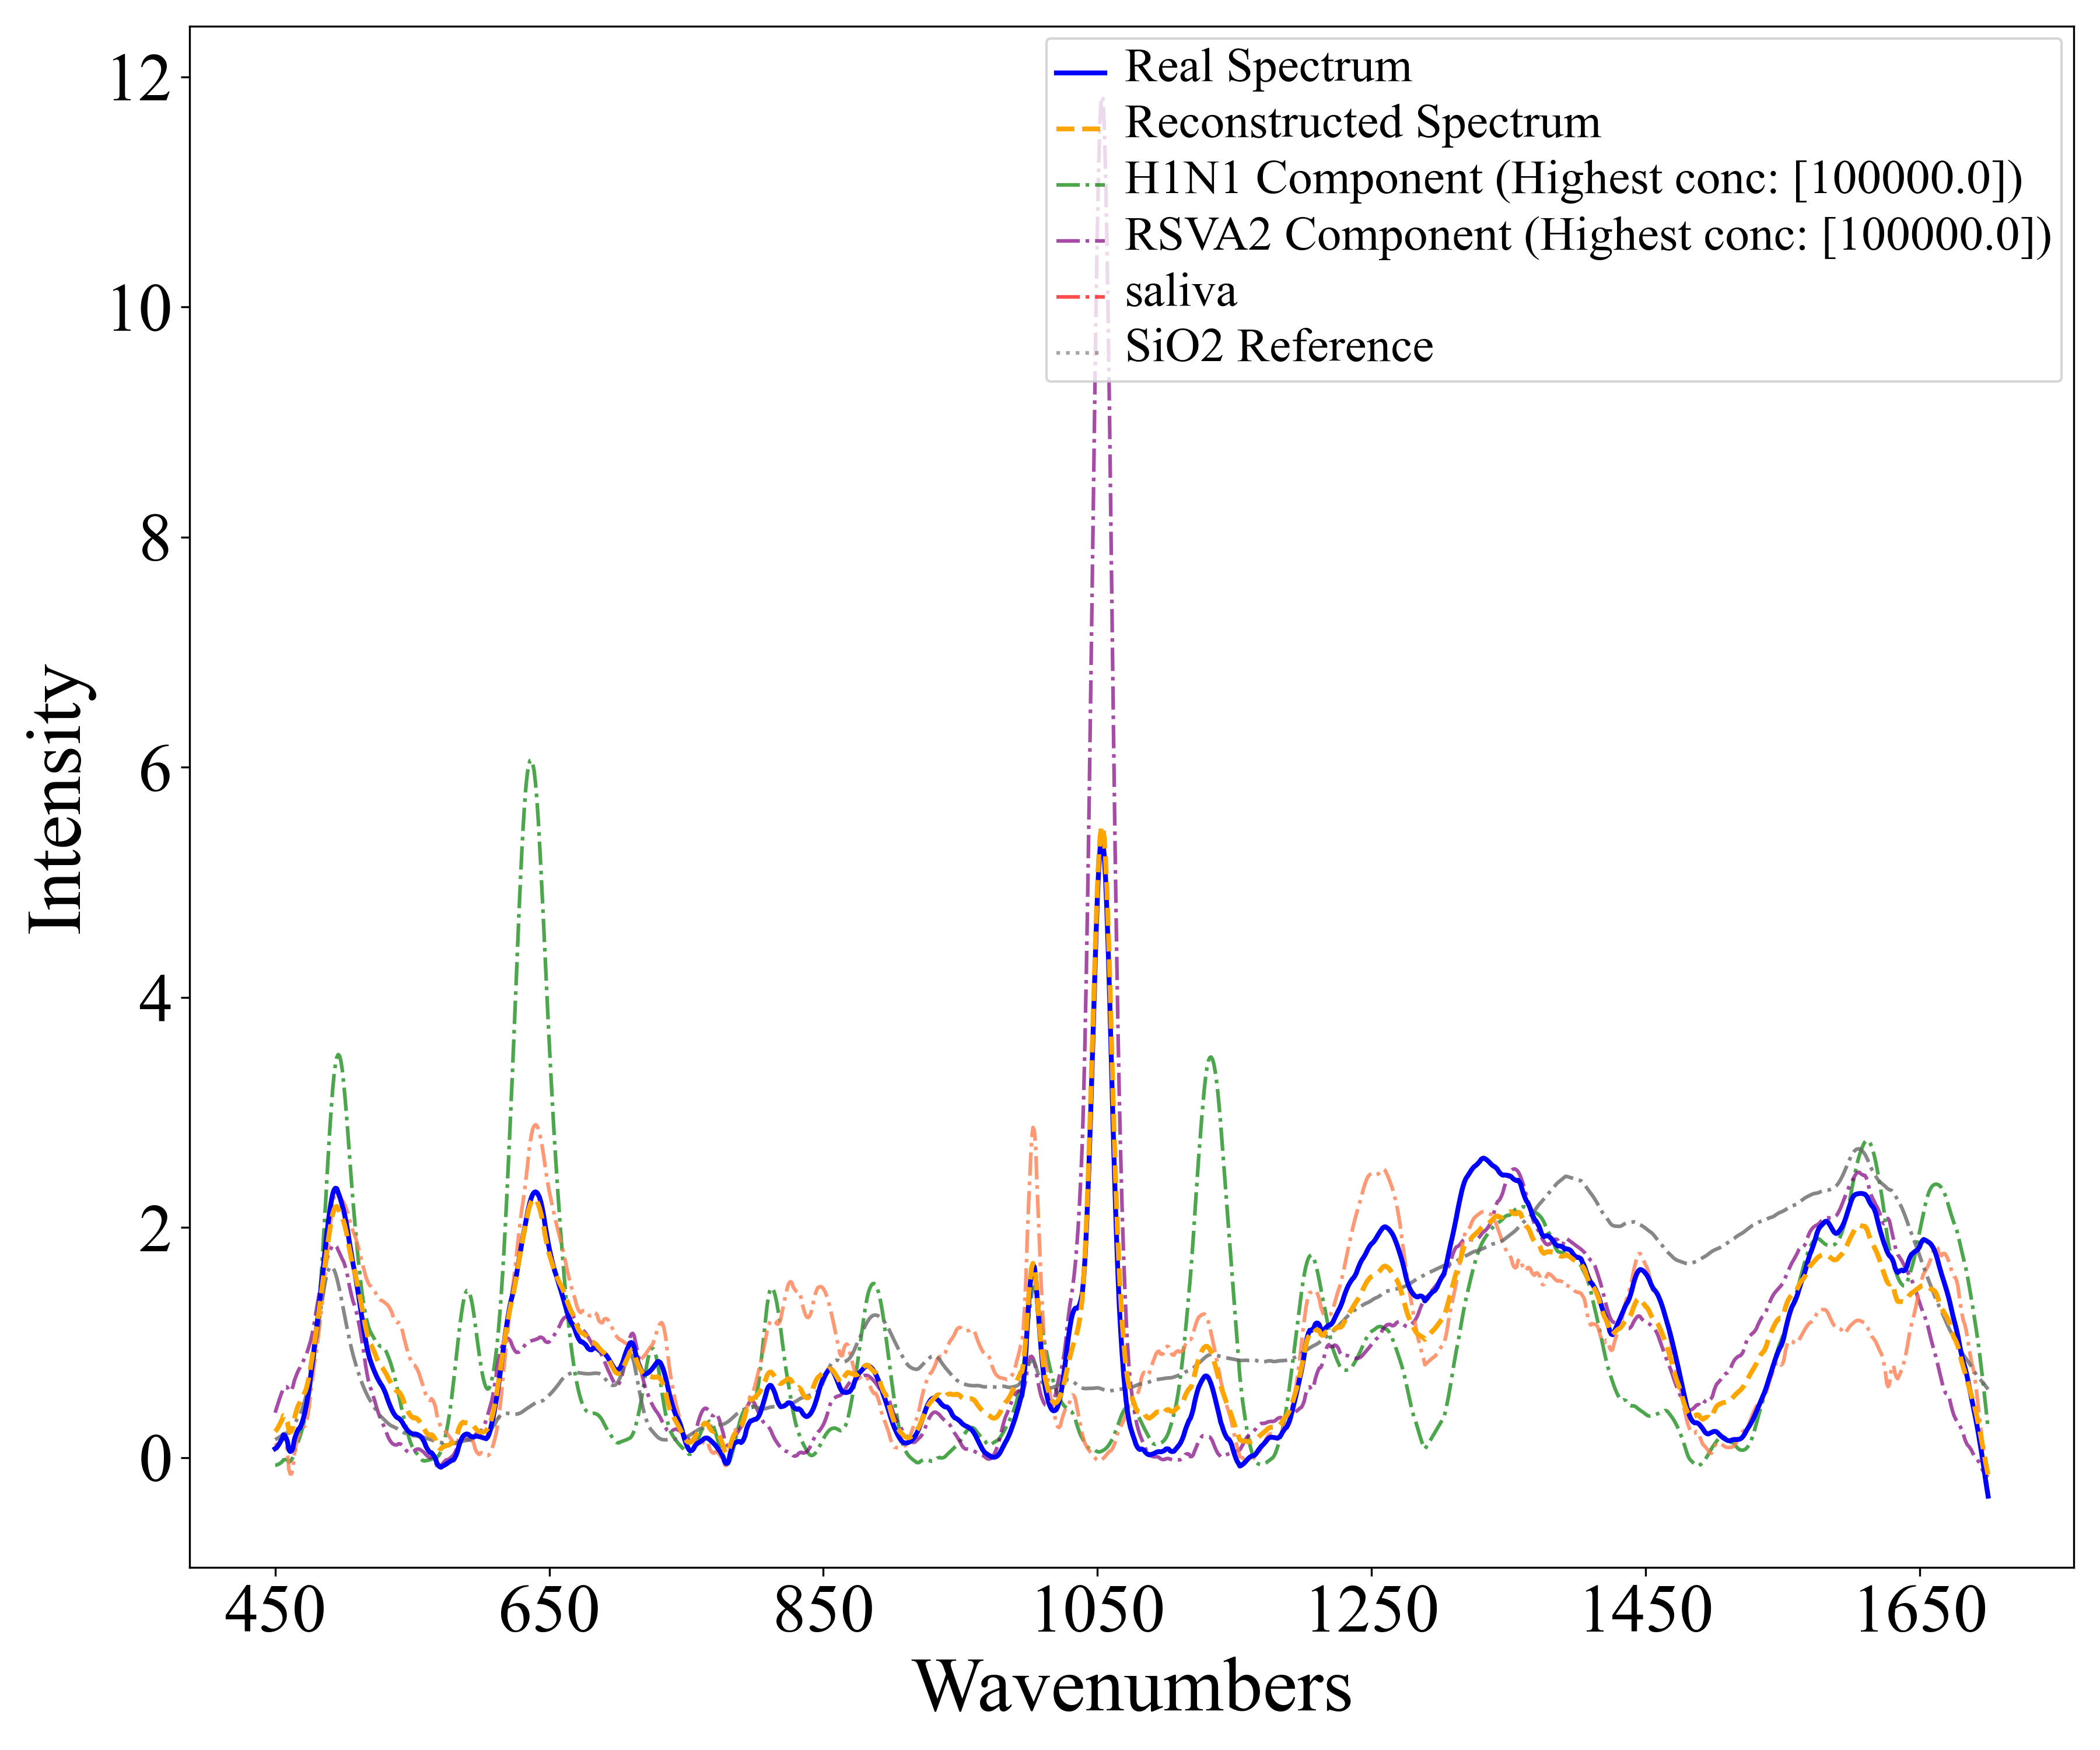 Real Spectrum
Reconstructed Spectrum
H1N1 Component (Highest conc: [100000.0])
RSVA2 Component (Highest conc: [100000.0])
saliva
SiO2 Reference
12
10
8
6
4
2
0
Intensity
450 650 850 1050 1250 1450 1650
Wavenumbers